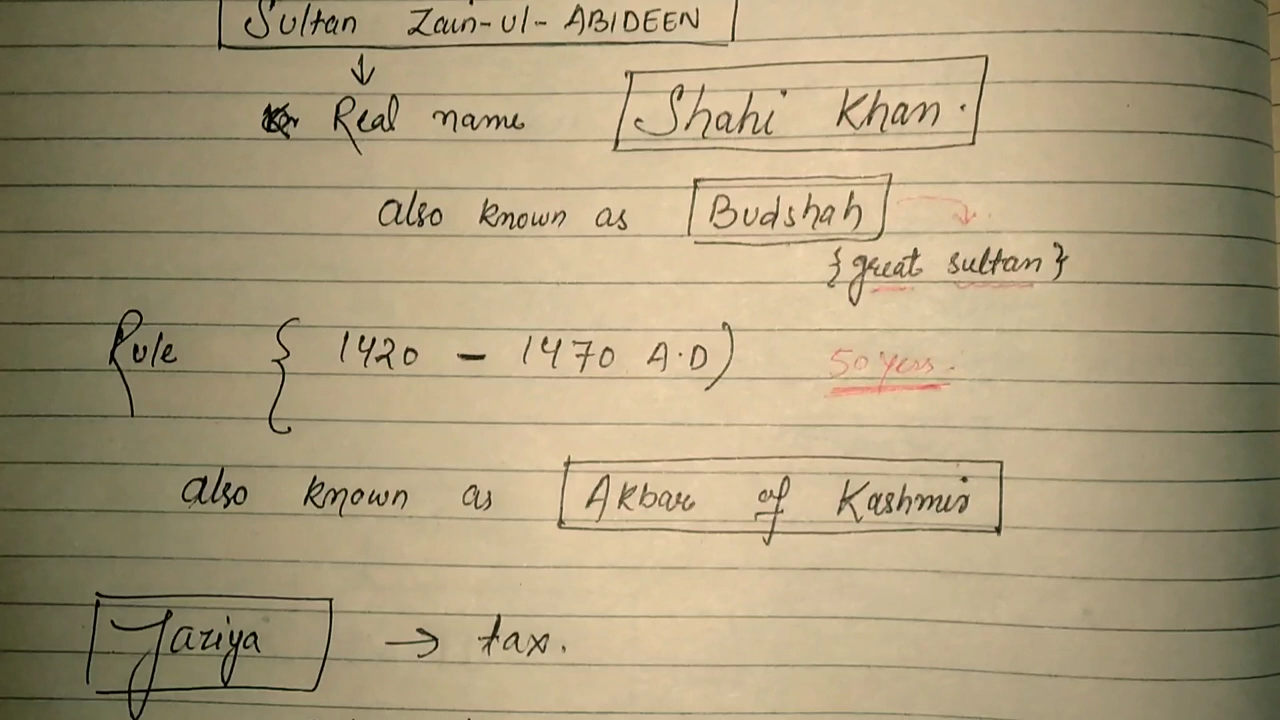 Sultan Zain-ul-ABIDEEN
Real name Shahi Khan.
also known as Budshah
{great sultan}
Rule { 1420 - 1470 A.D) 50 yers.
also known as Akbar of Kashmir
Jaziya → tax.